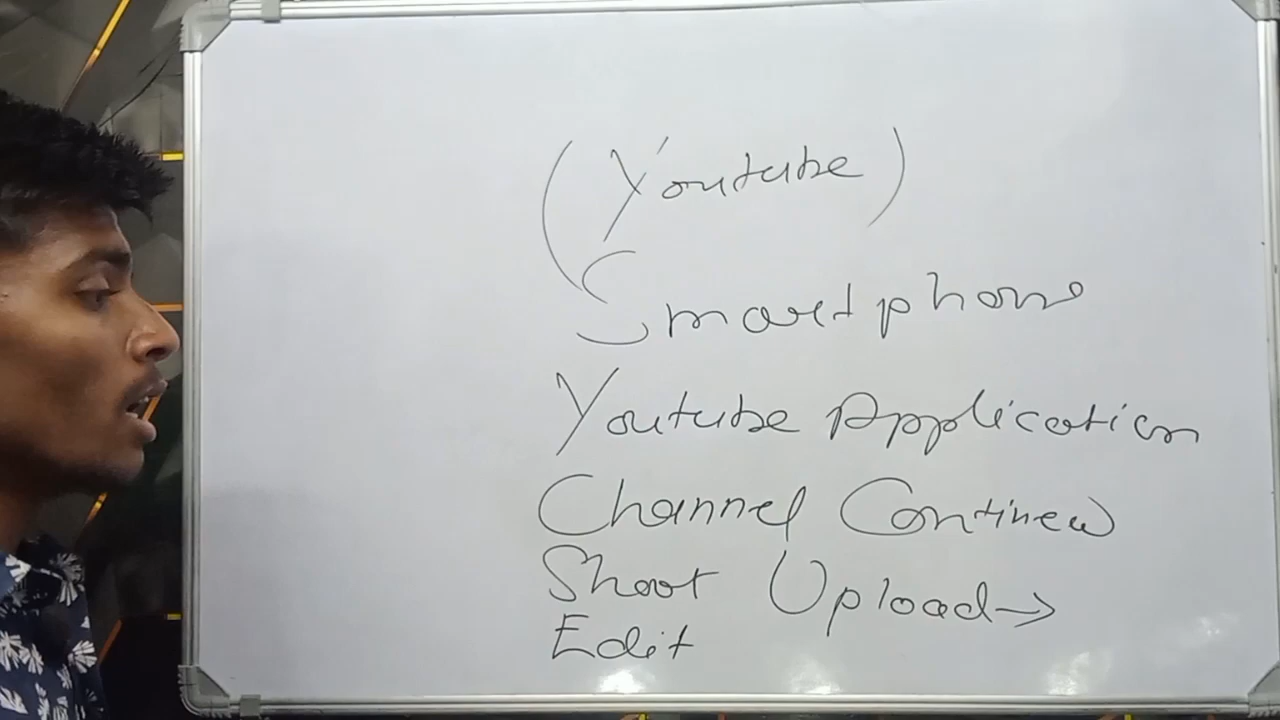 (Youtube)
Smartphone
Youtube Application
Channel Continew
Shoot Upload→
Edit